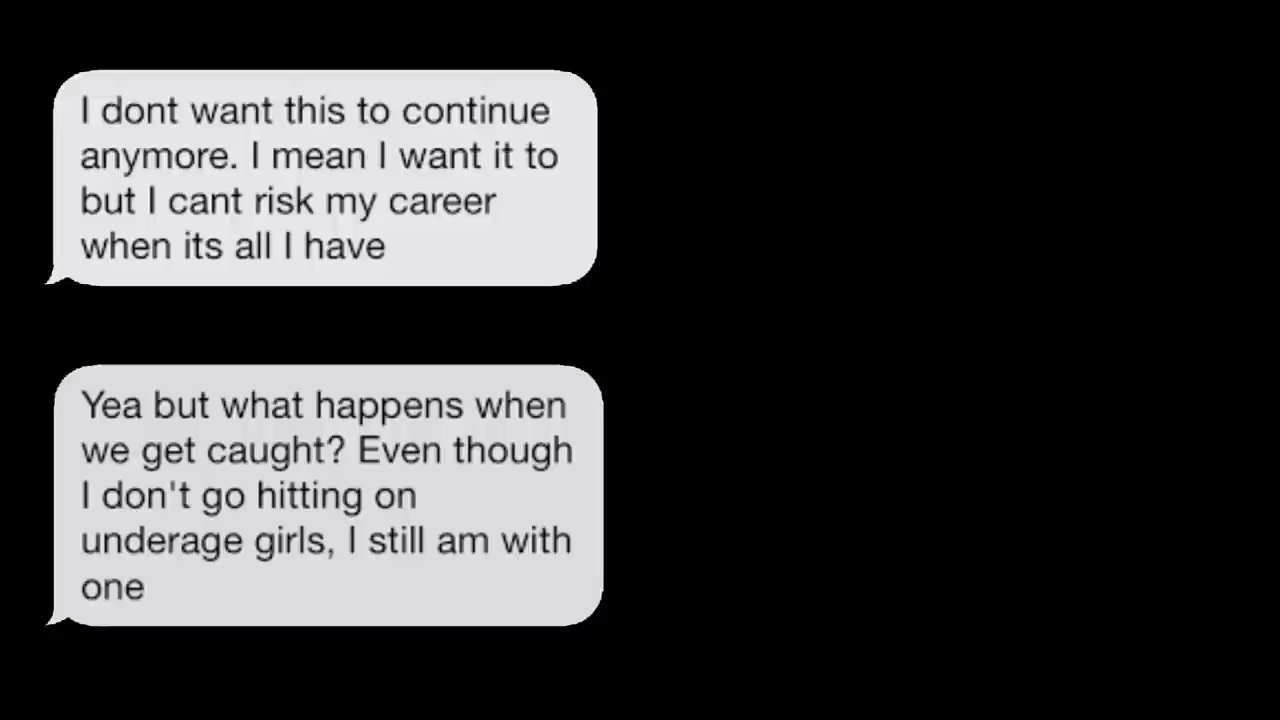 I dont want this to continue
anymore. I mean I want it to
but I cant risk my career
when its all I have
Yea but what happens when
we get caught? Even though
I don't go hitting on
underage girls, I still am with
one